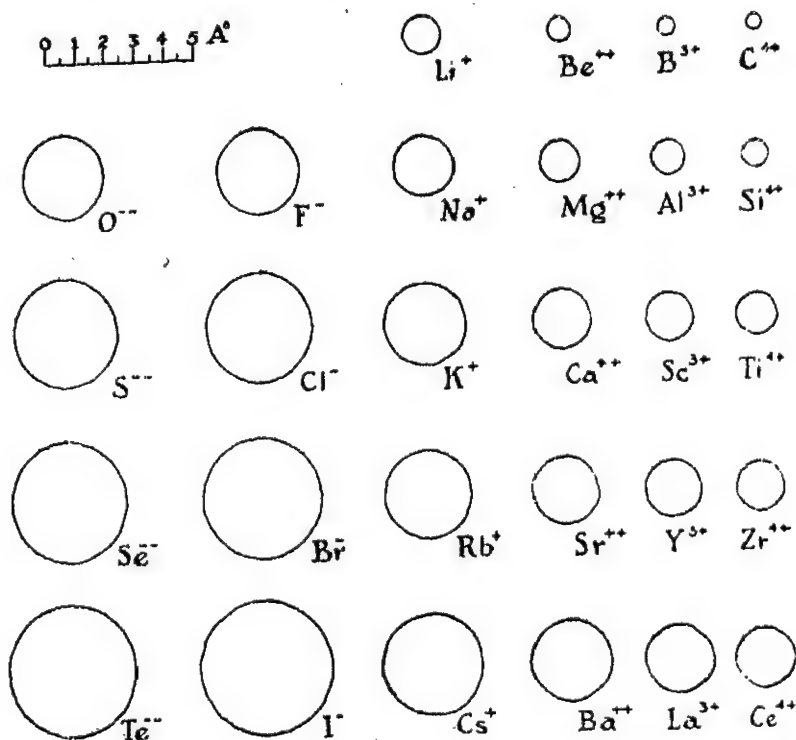 0 1 2 3 4 5 A°
Li⁺ Be⁺⁺ B³⁺ C⁴⁺
O⁻⁻ F⁻ Na⁺ Mg⁺⁺ Al³⁺ Si⁴⁺
S⁻⁻ Cl⁻ K⁺ Ca⁺⁺ Sc³⁺ Ti⁴⁺
Se⁻⁻ Br⁻ Rb⁺ Sr⁺⁺ Y³⁺ Zr⁴⁺
Te⁻⁻ I⁻ Cs⁺ Ba⁺⁺ La³⁺ Ce⁴⁺